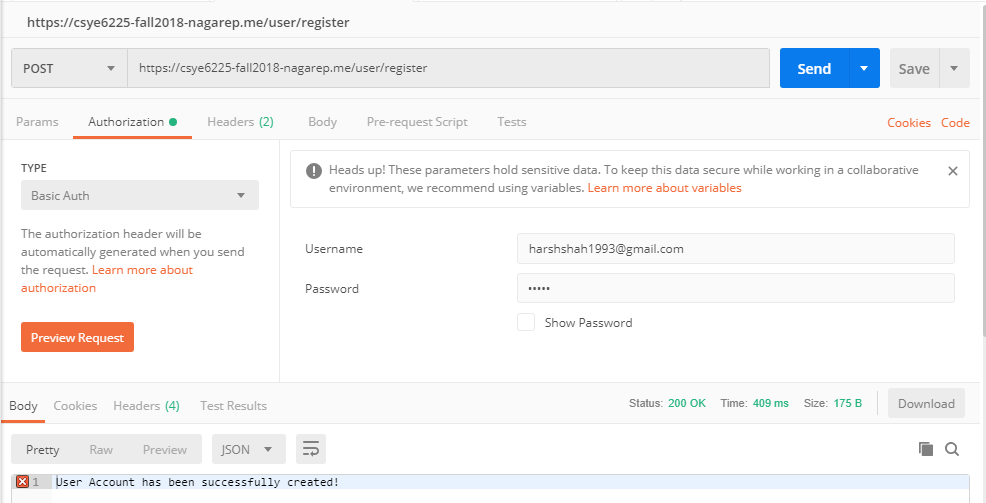 https://csye6225-fall2018-nagarep.me/user/register
POST https://csye6225-fall2018-nagarep.me/user/register Send Save
Params Authorization Headers (2) Body Pre-request Script Tests Cookies Code
TYPE
Basic Auth
The authorization header will be
automatically generated when you send
the request. Learn more about
authorization
Preview Request
Heads up! These parameters hold sensitive data. To keep this data secure while working in a collaborative
environment, we recommend using variables. Learn more about variables
Username harshshah1993@gmail.com
Password •••••
Show Password
Body Cookies Headers (4) Test Results Status: 200 OK Time: 409 ms Size: 175 B Download
Pretty Raw Preview JSON
1 User Account has been successfully created!